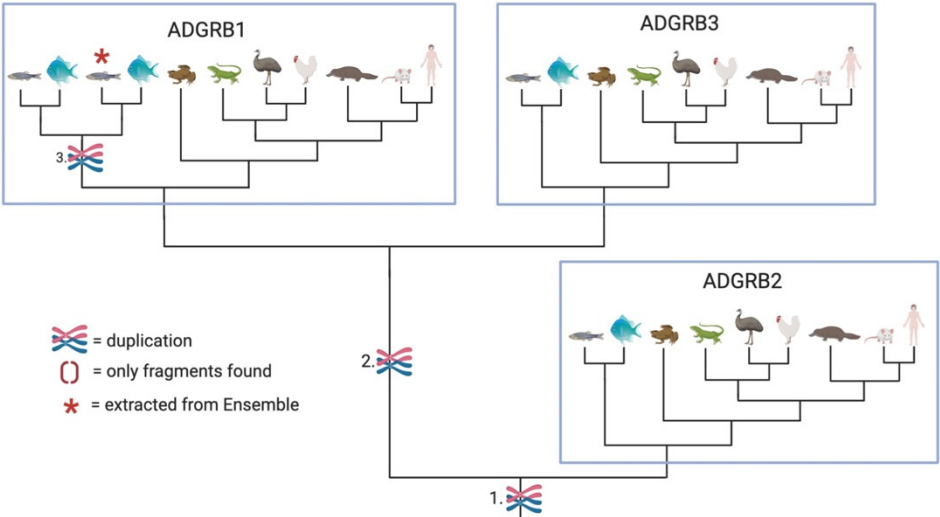 ADGRB1
ADGRB3
*
3.
ADGRB2
2.
= duplication
= only fragments found
* = extracted from Ensemble
1.